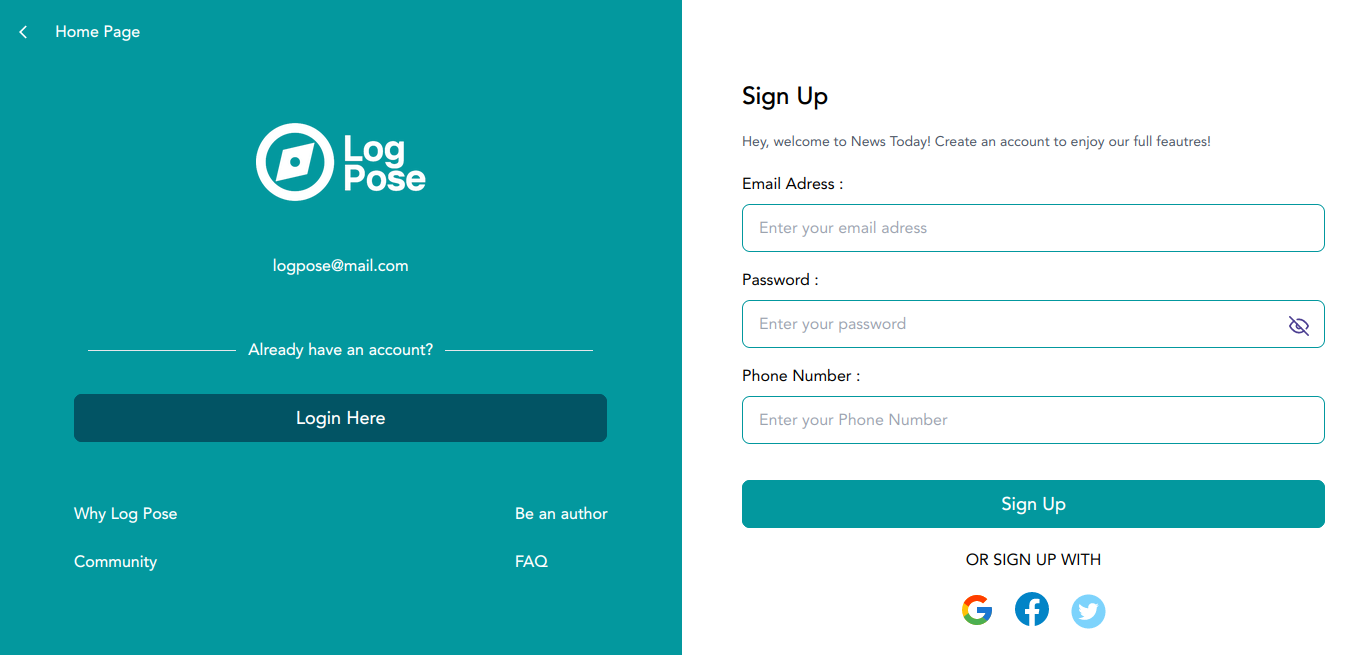 Home Page
Log
Pose
logpose@mail.com
Already have an account?
Login Here
Why Log Pose
Be an author
Community
FAQ
Sign Up
Hey, welcome to News Today! Create an account to enjoy our full feautres!
Email Adress :
Enter your email adress
Password :
Enter your password
Phone Number :
Enter your Phone Number
Sign Up
OR SIGN UP WITH